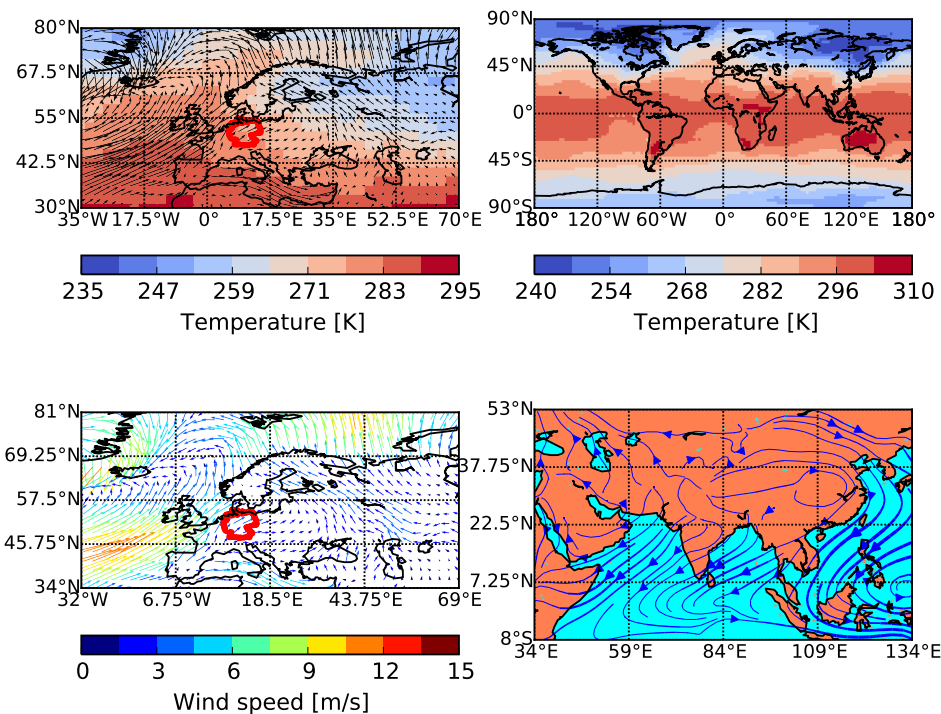 80°N
67.5°N
55°N
42.5°N
30°N
35°W 17.5°W 0° 17.5°E 35°E 52.5°E 70°E
235 247 259 271 283 295
Temperature [K]
90°N
45°N
0°
45°S
90°S
180° 120°W 60°W 0° 60°E 120°E 180°
240 254 268 282 296 310
Temperature [K]
81°N
69.25°N
57.5°N
45.75°N
34°N
32°W 6.75°W 18.5°E 43.75°E 69°E
0 3 6 9 12 15
Wind speed [m/s]
53°N
37.75°N
22.5°N
7.25°N
8°S
34°E 59°E 84°E 109°E 134°E